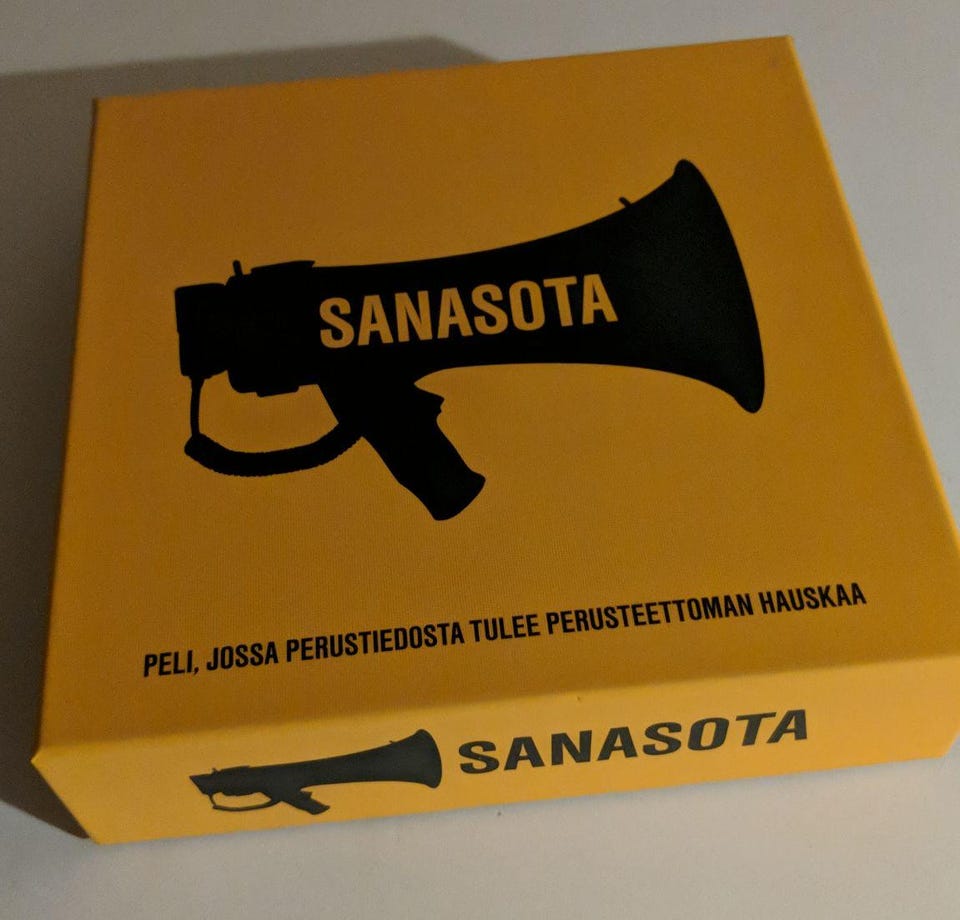 SANASOTA
PELI, JOSSA PERUSTIEDOSTA TULEE PERUSTEETTOMAN HAUSKAA
SANASOTA